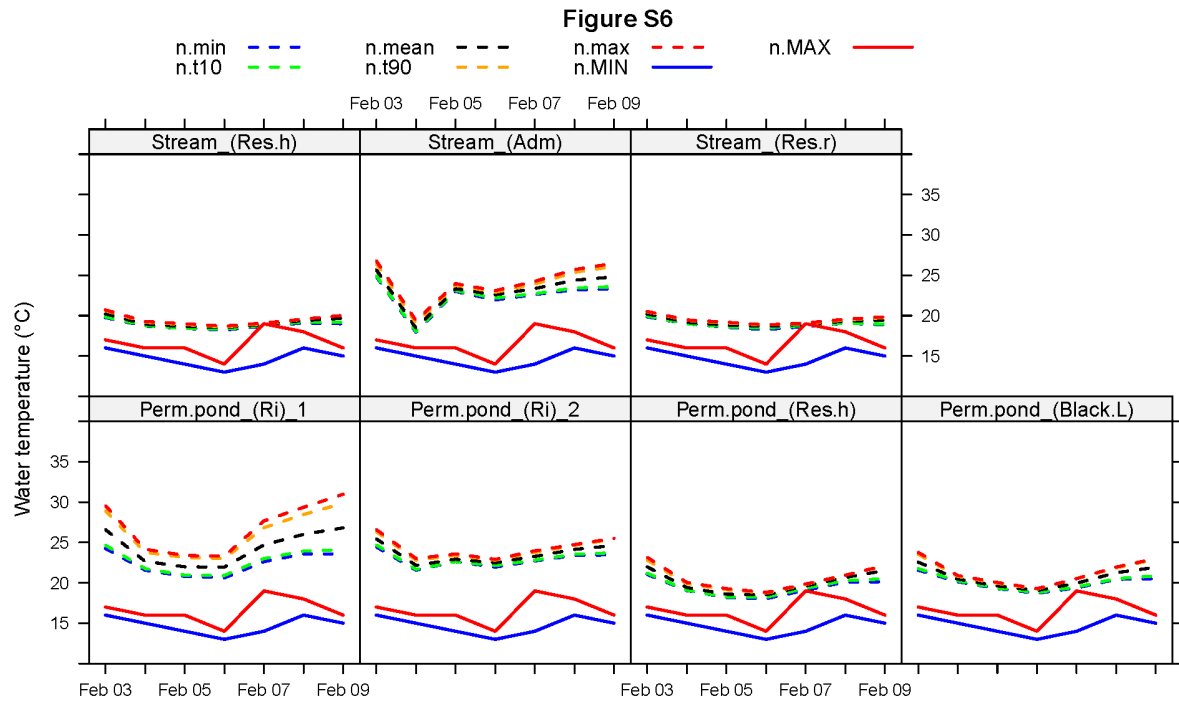 Figure S6
n.min n.mean n.max n.MAX
n.t10 n.t90 n.MIN
Feb 03 Feb 05 Feb 07 Feb 09
Stream_(Res.h) Stream_(Adm) Stream_(Res.r)
35
30
25
20
15
Water temperature (°C)
Perm.pond_(Ri)_1 Perm.pond_(Ri)_2 Perm.pond_(Res.h) Perm.pond_(Black.L)
35
30
25
20
15
Feb 03 Feb 05 Feb 07 Feb 09 Feb 03 Feb 05 Feb 07 Feb 09